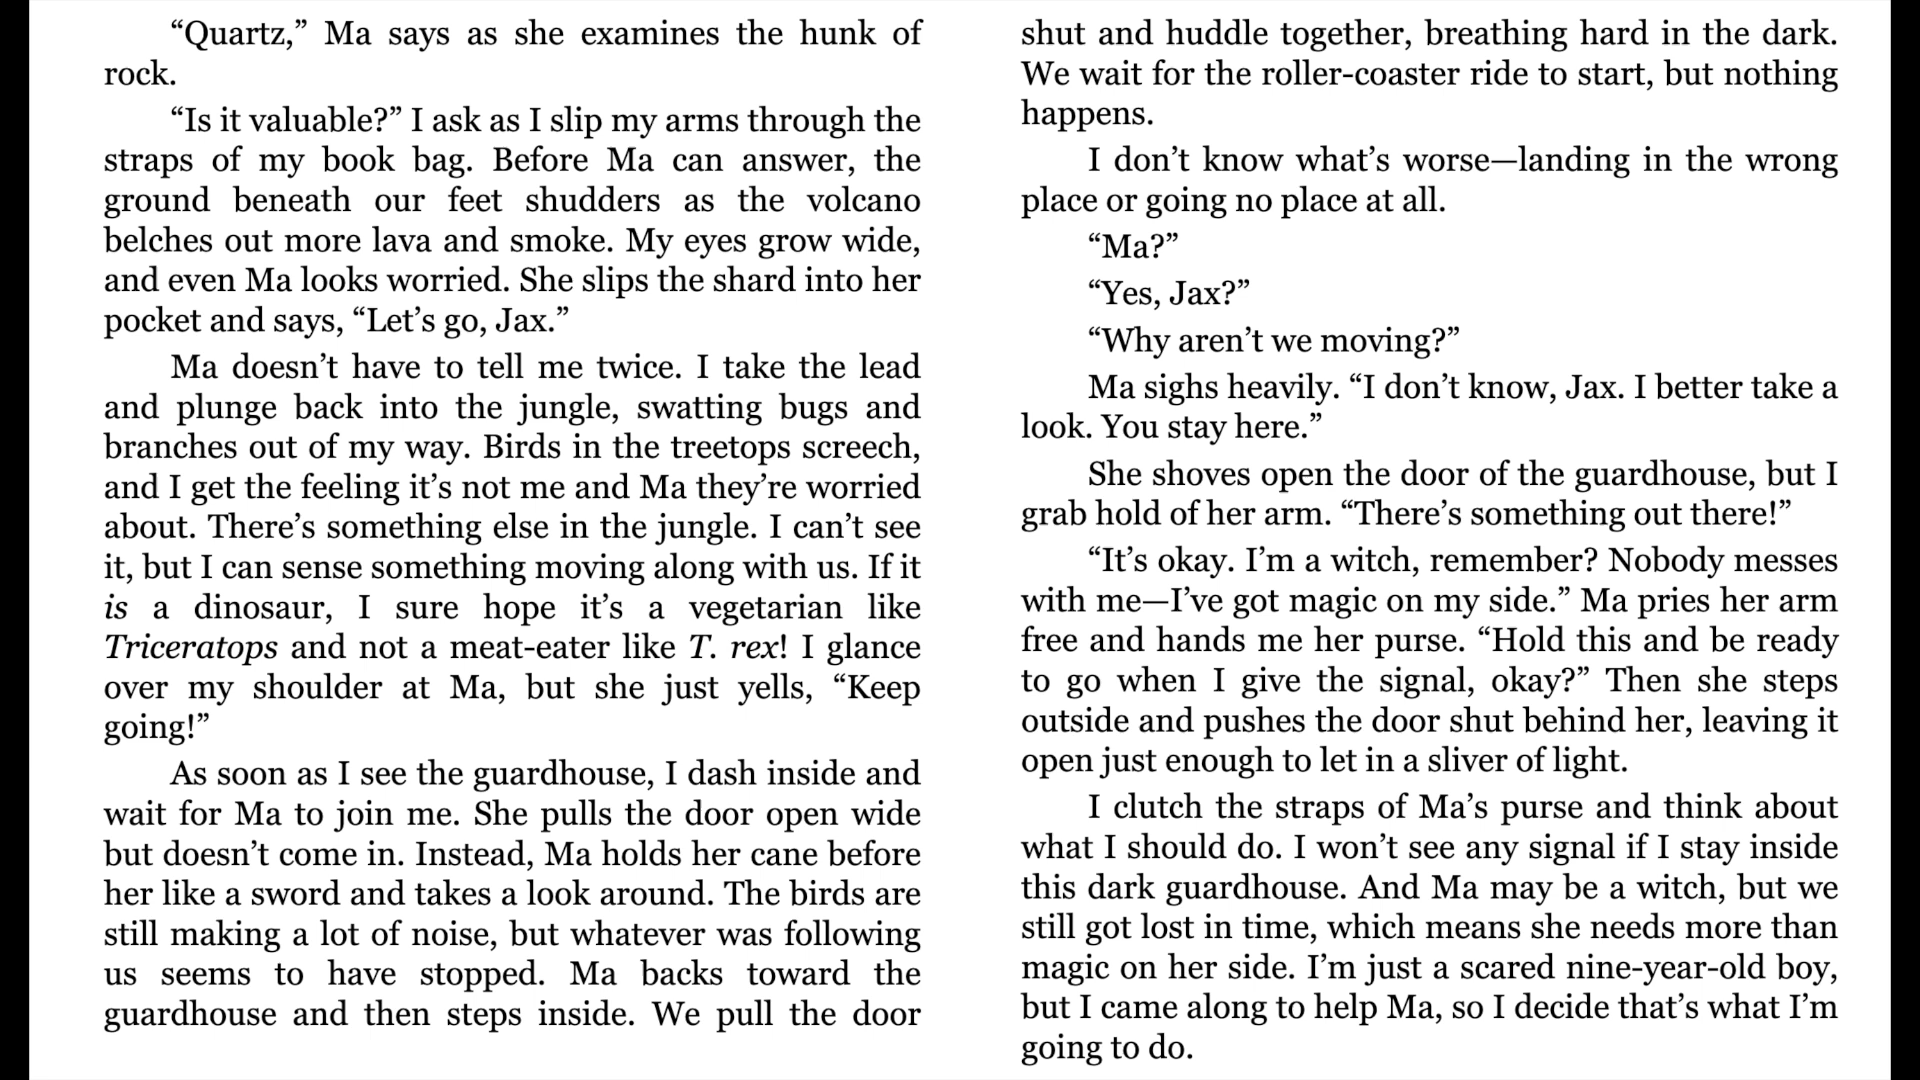 “Quartz,” Ma says as she examines the hunk of
rock.
“Is it valuable?” I ask as I slip my arms through the
straps of my book bag. Before Ma can answer, the
ground beneath our feet shudders as the volcano
belches out more lava and smoke. My eyes grow wide,
and even Ma looks worried. She slips the shard into her
pocket and says, “Let’s go, Jax.”
Ma doesn’t have to tell me twice. I take the lead
and plunge back into the jungle, swatting bugs and
branches out of my way. Birds in the treetops screech,
and I get the feeling it’s not me and Ma they’re worried
about. There’s something else in the jungle. I can’t see
it, but I can sense something moving along with us. If it
is a dinosaur, I sure hope it’s a vegetarian like
Triceratops and not a meat-eater like T. rex! I glance
over my shoulder at Ma, but she just yells, “Keep
going!”
As soon as I see the guardhouse, I dash inside and
wait for Ma to join me. She pulls the door open wide
but doesn’t come in. Instead, Ma holds her cane before
her like a sword and takes a look around. The birds are
still making a lot of noise, but whatever was following
us seems to have stopped. Ma backs toward the
guardhouse and then steps inside. We pull the door
shut and huddle together, breathing hard in the dark.
We wait for the roller-coaster ride to start, but nothing
happens.
I don’t know what’s worse—landing in the wrong
place or going no place at all.
“Ma?”
“Yes, Jax?”
“Why aren’t we moving?”
Ma sighs heavily. “I don’t know, Jax. I better take a
look. You stay here.”
She shoves open the door of the guardhouse, but I
grab hold of her arm. “There’s something out there!”
“It’s okay. I’m a witch, remember? Nobody messes
with me—I’ve got magic on my side.” Ma pries her arm
free and hands me her purse. “Hold this and be ready
to go when I give the signal, okay?” Then she steps
outside and pushes the door shut behind her, leaving it
open just enough to let in a sliver of light.
I clutch the straps of Ma’s purse and think about
what I should do. I won’t see any signal if I stay inside
this dark guardhouse. And Ma may be a witch, but we
still got lost in time, which means she needs more than
magic on her side. I’m just a scared nine-year-old boy,
but I came along to help Ma, so I decide that’s what I’m
going to do.